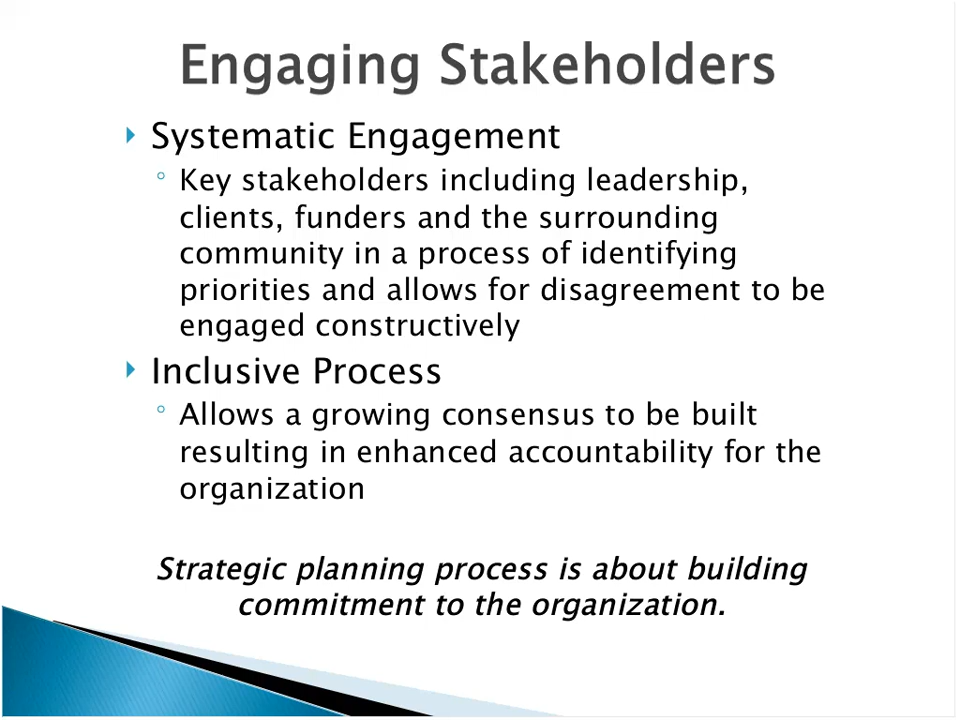 Engaging Stakeholders
Systematic Engagement
Key stakeholders including leadership,
clients, funders and the surrounding
community in a process of identifying
priorities and allows for disagreement to be
engaged constructively
Inclusive Process
Allows a growing consensus to be built
resulting in enhanced accountability for the
organization
Strategic planning process is about building
commitment to the organization.